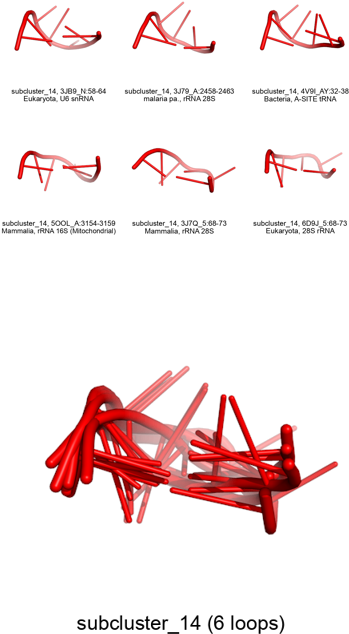 subcluster_14, 3JB9_N:58-64
Eukaryota, U6 snRNA
subcluster_14, 3J79_A:2458-2463
malaria pa., rRNA 28S
subcluster_14, 4V9I_AY:32-38
Bacteria, A-SITE tRNA
subcluster_14, 5OOL_A:3154-3159
Mammalia, rRNA 16S (Mitochondrial)
subcluster_14, 3J7Q_5:68-73
Mammalia, rRNA 28S
subcluster_14, 6D9J_5:68-73
Eukaryota, 28S rRNA
subcluster_14 (6 loops)